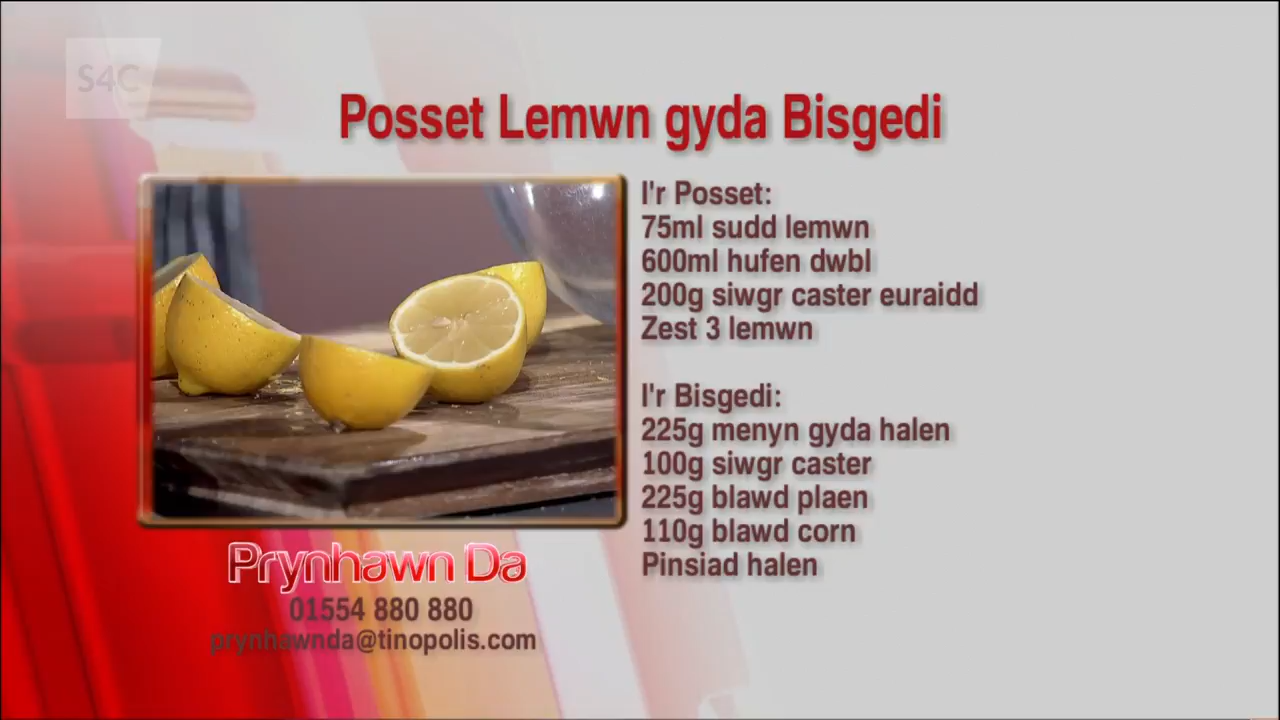 S4C
Posset Lemwn gyda Bisgedi
I'r Posset:
75ml sudd lemwn
600ml hufen dwbl
200g siwgr caster euraidd
Zest 3 lemwn
I'r Bisgedi:
225g menyn gyda halen
100g siwgr caster
225g blawd plaen
110g blawd corn
Pinsiad halen
Prynhawn Da
01554 880 880
prynhawnda@tinopolis.com